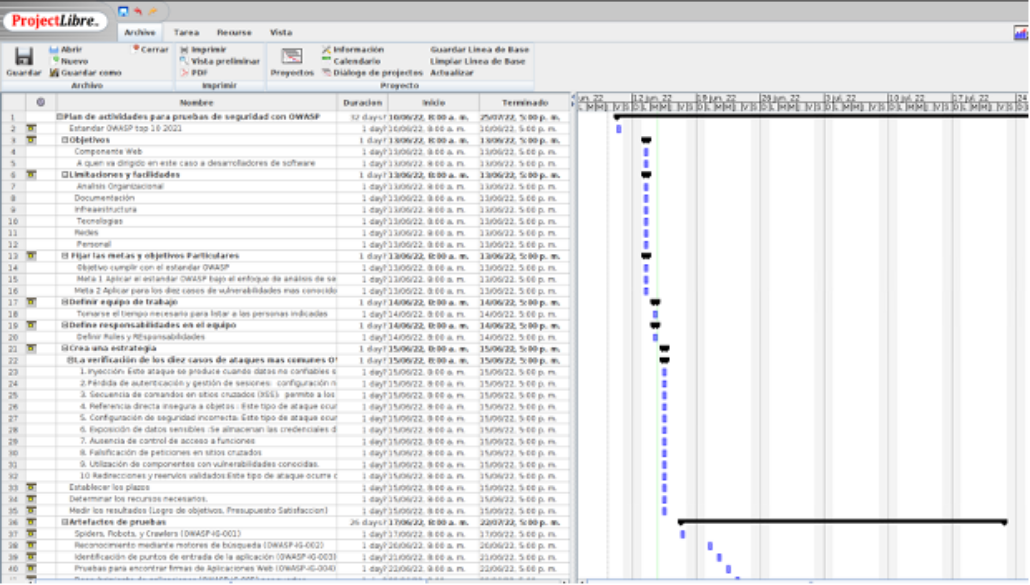 ProjectLibre
Archivo Tarea Recurso Vista
Guardar
Abrir
Nuevo
Guardar como
Cerrar
Archivo
Imprimir
Vista preliminar
PDF
Imprimir
Proyectos
Información
Calendario
Diálogo de projectos
Guardar Línea de Base
Limpiar Línea de Base
Actualizar
Proyecto
Nombre Duracion Inicio Terminado
1 Plan de actividades para pruebas de seguridad con OWASP 32 days? 10/06/22, 8:00 a. m. 25/07/22, 5:00 p. m.
2 Estandar OWASP top 10 2021 1 day? 10/06/22, 8:00 a. m. 10/06/22, 5:00 p. m.
3 Objetivos 1 day? 13/06/22, 8:00 a. m. 13/06/22, 5:00 p. m.
4 Componente Web 1 day? 13/06/22, 8:00 a. m. 13/06/22, 5:00 p. m.
5 A quen va dirigido en este caso a desarrolladores de software 1 day? 13/06/22, 8:00 a. m. 13/06/22, 5:00 p. m.
6 Limitaciones y facilidades 1 day? 13/06/22, 8:00 a. m. 13/06/22, 5:00 p. m.
7 Analisis Organizacional 1 day? 13/06/22, 8:00 a. m. 13/06/22, 5:00 p. m.
8 Documentación 1 day? 13/06/22, 8:00 a. m. 13/06/22, 5:00 p. m.
9 Infraestructura 1 day? 13/06/22, 8:00 a. m. 13/06/22, 5:00 p. m.
10 Tecnologias 1 day? 13/06/22, 8:00 a. m. 13/06/22, 5:00 p. m.
11 Redes 1 day? 13/06/22, 8:00 a. m. 13/06/22, 5:00 p. m.
12 Personal 1 day? 13/06/22, 8:00 a. m. 13/06/22, 5:00 p. m.
13 Fijar las metas y objetivos Particulares 1 day? 13/06/22, 8:00 a. m. 13/06/22, 5:00 p. m.
14 Objetivo cumplir con el estandar OWASP 1 day? 13/06/22, 8:00 a. m. 13/06/22, 5:00 p. m.
15 Meta 1 Aplicar el estandar OWASP bajo el enfoque de analisis de se 1 day? 13/06/22, 8:00 a. m. 13/06/22, 5:00 p. m.
16 Meta 2 Aplicar para los diez casos de vulnerabilidades mas conocido 1 day? 13/06/22, 8:00 a. m. 13/06/22, 5:00 p. m.
17 Definir equipo de trabajo 1 day? 14/06/22, 8:00 a. m. 14/06/22, 5:00 p. m.
18 Tomarse el tiempo necesario para listar a las personas indicadas 1 day? 14/06/22, 8:00 a. m. 14/06/22, 5:00 p. m.
19 Define responsabilidades en el equipo 1 day? 14/06/22, 8:00 a. m. 14/06/22, 5:00 p. m.
20 Definir Roles y REsponsabilidades 1 day? 14/06/22, 8:00 a. m. 14/06/22, 5:00 p. m.
21 Crea una estrategia 1 day? 15/06/22, 8:00 a. m. 15/06/22, 5:00 p. m.
22 La verificación de los diez casos de ataques mas comunes 1 day? 15/06/22, 8:00 a. m. 15/06/22, 5:00 p. m.
23 1. Inyección: Este ataque se produce cuando datos no confiables s 1 day? 15/06/22, 8:00 a. m. 15/06/22, 5:00 p. m.
24 2.Pérdida de autenticación y gestión de sesiones: configuración n 1 day? 15/06/22, 8:00 a. m. 15/06/22, 5:00 p. m.
25 3. Secuencia de comandos en sitios cruzados (XSS): permite a los 1 day? 15/06/22, 8:00 a. m. 15/06/22, 5:00 p. m.
26 4. Referencia directa insegura a objetos : Este tipo de ataque ocur 1 day? 15/06/22, 8:00 a. m. 15/06/22, 5:00 p. m.
27 5. Configuración de seguridad incorrecta: Este tipo de ataque ocur 1 day? 15/06/22, 8:00 a. m. 15/06/22, 5:00 p. m.
28 6. Exposición de datos sensibles :Se almacenan las credenciales d 1 day? 15/06/22, 8:00 a. m. 15/06/22, 5:00 p. m.
29 7. Ausencia de control de acceso a funciones 1 day? 15/06/22, 8:00 a. m. 15/06/22, 5:00 p. m.
30 8. Falsificación de peticiones en sitios cruzados 1 day? 15/06/22, 8:00 a. m. 15/06/22, 5:00 p. m.
31 9. Utilización de componentes con vulnerabilidades conocidas. 1 day? 15/06/22, 8:00 a. m. 15/06/22, 5:00 p. m.
32 10 Redirecciones y reenvios validados:Este tipo de ataque ocurre c 1 day? 15/06/22, 8:00 a. m. 15/06/22, 5:00 p. m.
33 Establecer los plazos 1 day? 15/06/22, 8:00 a. m. 15/06/22, 5:00 p. m.
34 Determinar los recursos necesarios. 1 day? 15/06/22, 8:00 a. m. 15/06/22, 5:00 p. m.
35 Medir los resultados (Logro de objetivos, Presupuesto Satisfaccion) 1 day? 15/06/22, 8:00 a. m. 15/06/22, 5:00 p. m.
36 Artefactos de pruebas 26 days? 17/06/22, 8:00 a. m. 22/07/22, 5:00 p. m.
37 Spiders, Robots, y Crawlers (OWASP-IG-001) 1 day? 17/06/22, 8:00 a. m. 17/06/22, 5:00 p. m.
38 Reconocimiento mediante motores de búsqueda (OWASP-IG-002) 1 day? 20/06/22, 8:00 a. m. 20/06/22, 5:00 p. m.
39 Identificación de puntos de entrada de la aplicación (OWASP-IG-003) 1 day? 21/06/22, 8:00 a. m. 21/06/22, 5:00 p. m.
40 Pruebas para encontrar firmas de Aplicaciones Web (OWASP-IG-004) 1 day? 22/06/22, 8:00 a. m. 22/06/22, 5:00 p. m.
jun. 22 12 jun. 22 19 jun. 22 26 jun. 22 3 jul. 22 10 jul. 22 17 jul. 22 24